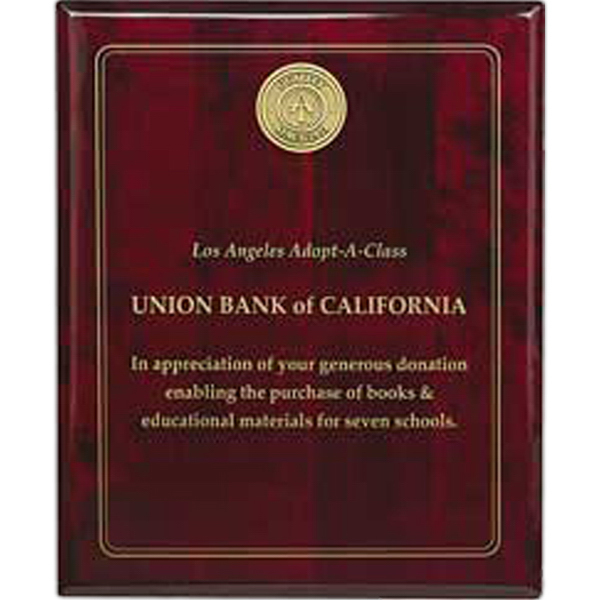 Los Angeles Adopt-A-Class
UNION BANK of CALIFORNIA
In appreciation of your generous donation
enabling the purchase of books &
educational materials for seven schools.